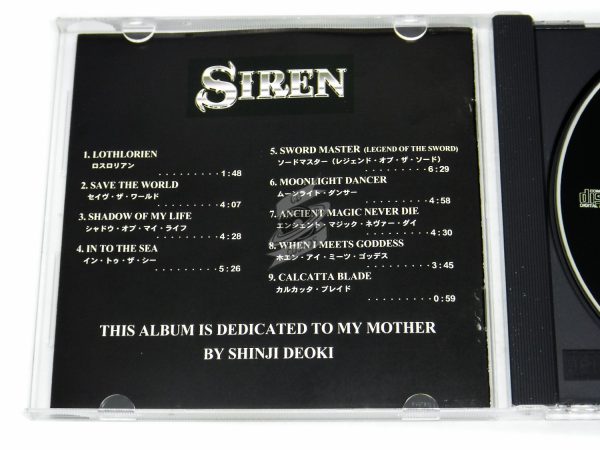 SIREN
1. LOTHLORIEN
ロスロリアン
1:48
2. SAVE THE WORLD
セイヴ・ザ・ワールド
4:07
3. SHADOW OF MY LIFE
シャドウ・オブ・マイ・ライフ
4:28
4. IN TO THE SEA
イン・トゥ・ザ・シー
5:26
5. SWORD MASTER (LEGEND OF THE SWORD)
ソードマスター (レジェンド・オブ・ザ・ソード)
6:29
6. MOONLIGHT DANCER
ムーンライト・ダンサー
4:58
7. ANCIENT MAGIC NEVER DIE
エンシェント・マジック・ネヴァー・ダイ
4:30
8. WHEN I MEETS GODDESS
ホエン・アイ・ミーツ・ゴッデス
3:45
9. CALCATTA BLADE
カルカッタ・ブレイド
0:59
THIS ALBUM IS DEDICATED TO MY MOTHER
BY SHINJI DEOKI